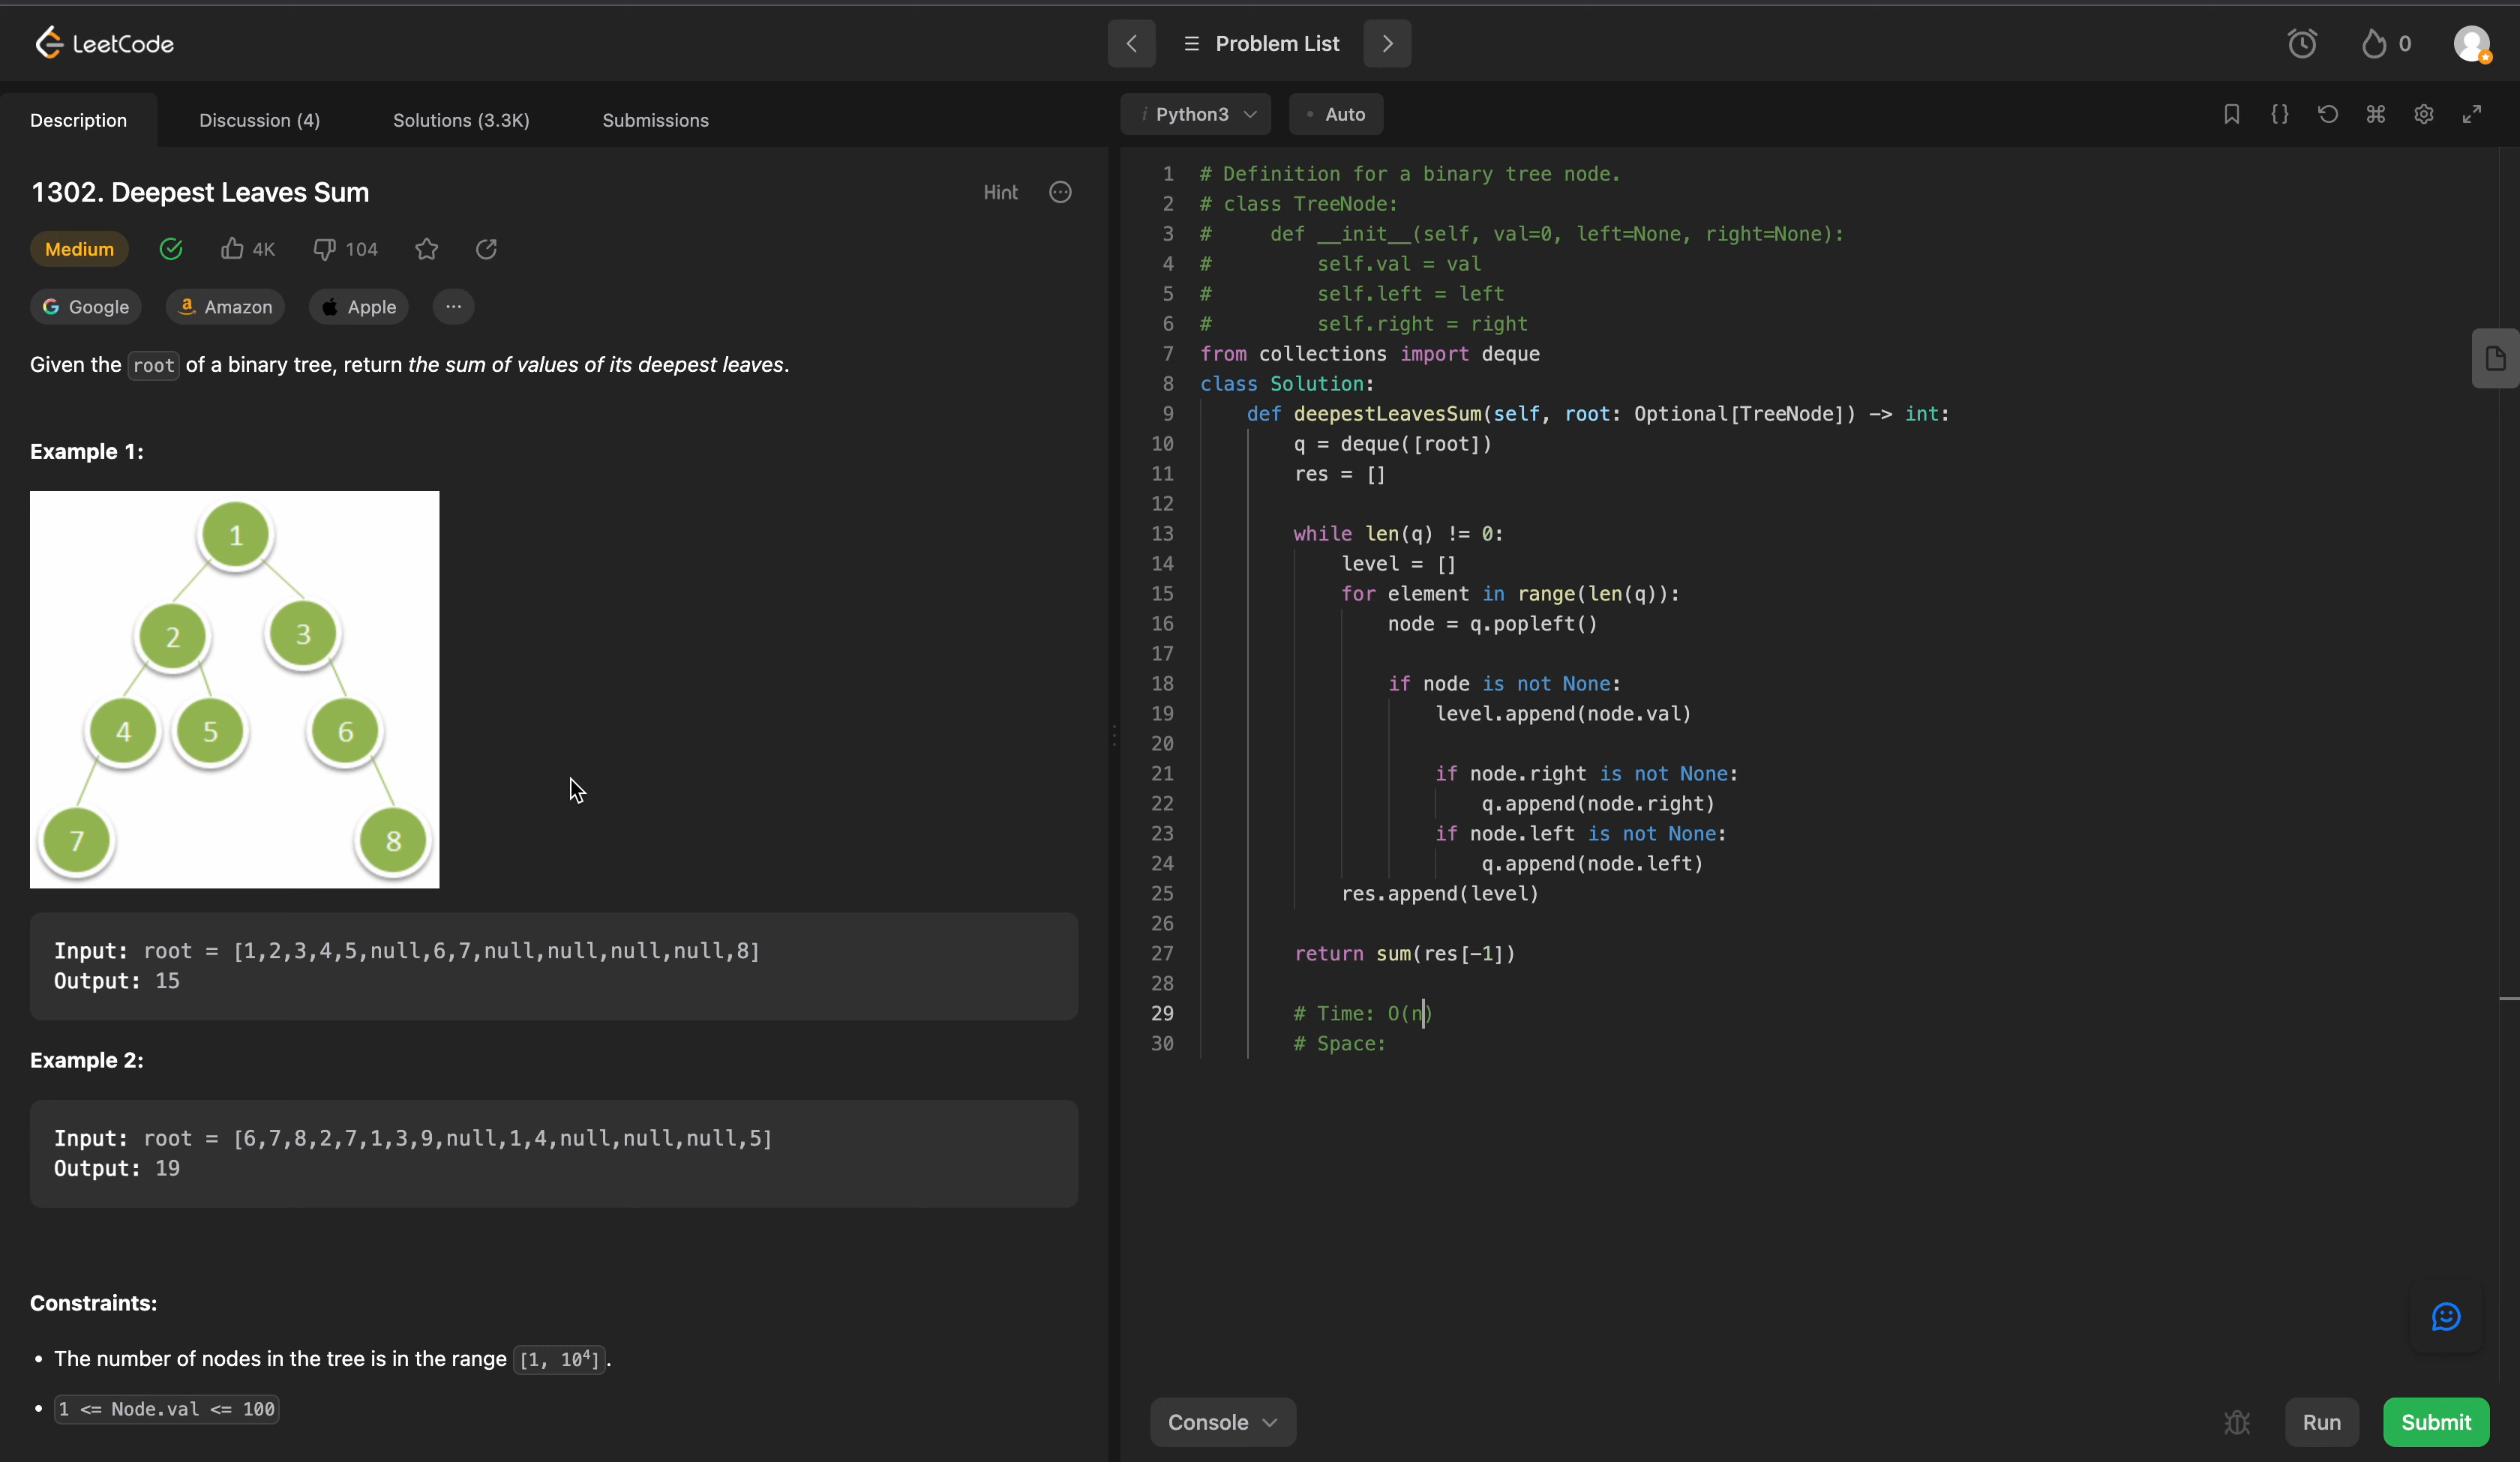 LeetCode
Problem List
0
Description
Discussion (4)
Solutions (3.3K)
Submissions
1302. Deepest Leaves Sum
Hint
Medium
4K
104
Google
Amazon
Apple
Given the root of a binary tree, return the sum of values of its deepest leaves.
Example 1:
1
2 3
4 5 6
7 8
Input: root = [1,2,3,4,5,null,6,7,null,null,null,null,8]
Output: 15
Example 2:
Input: root = [6,7,8,2,7,1,3,9,null,1,4,null,null,null,5]
Output: 19
Constraints:
• The number of nodes in the tree is in the range [1, 10⁴].
• 1 <= Node.val <= 100
i Python3
• Auto
1 # Definition for a binary tree node.
2 # class TreeNode:
3 #     def __init__(self, val=0, left=None, right=None):
4 #         self.val = val
5 #         self.left = left
6 #         self.right = right
7 from collections import deque
8 class Solution:
9     def deepestLeavesSum(self, root: Optional[TreeNode]) -> int:
10         q = deque([root])
11         res = []
12
13         while len(q) != 0:
14             level = []
15             for element in range(len(q)):
16                 node = q.popleft()
17
18                 if node is not None:
19                     level.append(node.val)
20
21                     if node.right is not None:
22                         q.append(node.right)
23                     if node.left is not None:
24                         q.append(node.left)
25             res.append(level)
26
27         return sum(res[-1])
28
29         # Time: O(n)
30         # Space:
Console
Run
Submit